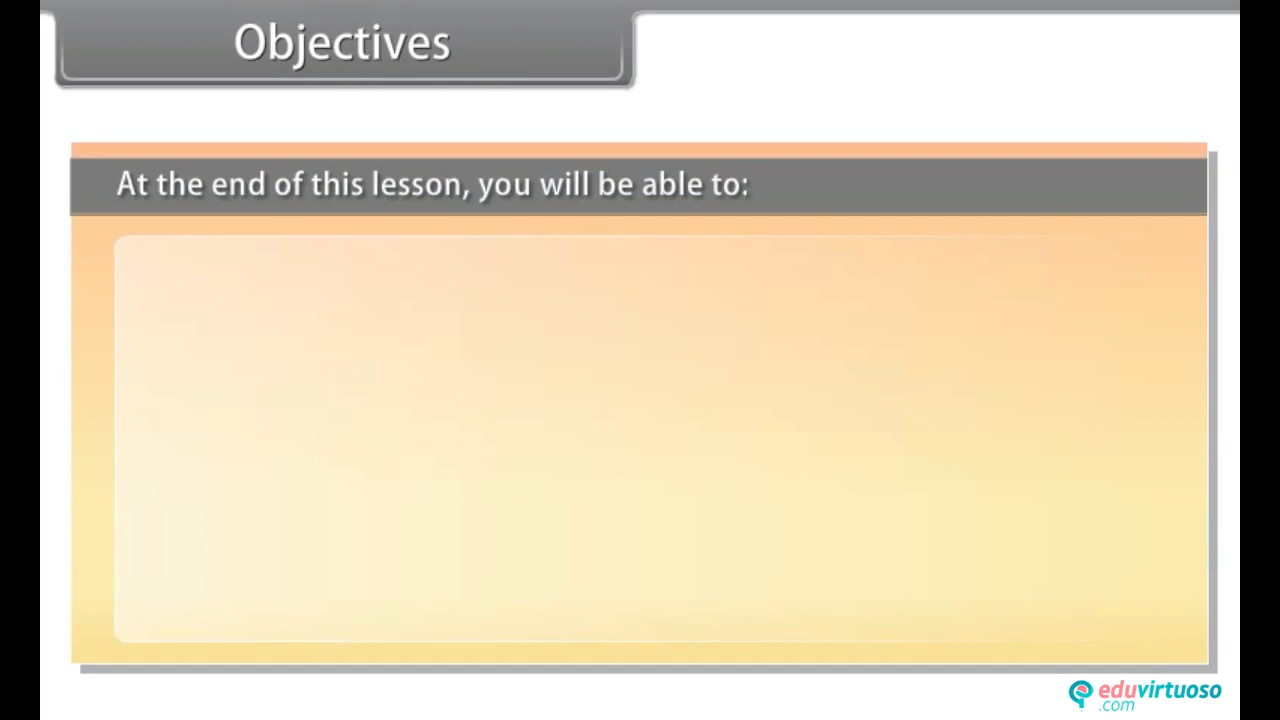 Objectives
At the end of this lesson, you will be able to:
eduvirtuoso
.com